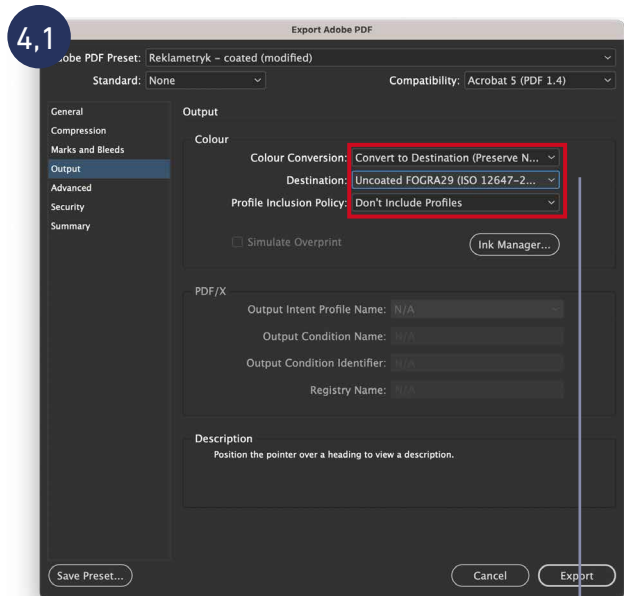 4,1
Export Adobe PDF
obe PDF Preset: Reklametryk – coated (modified)
Standard: None
Compatibility: Acrobat 5 (PDF 1.4)
General
Compression
Marks and Bleeds
Output
Advanced
Security
Summary
Output
Colour
Colour Conversion: Convert to Destination (Preserve N...
Destination: Uncoated FOGRA29 (ISO 12647-2...
Profile Inclusion Policy: Don't Include Profiles
Simulate Overprint
Ink Manager...
PDF/X
Output Intent Profile Name: N/A
Output Condition Name: N/A
Output Condition Identifier: N/A
Registry Name: N/A
Description
Position the pointer over a heading to view a description.
Save Preset...
Cancel
Export